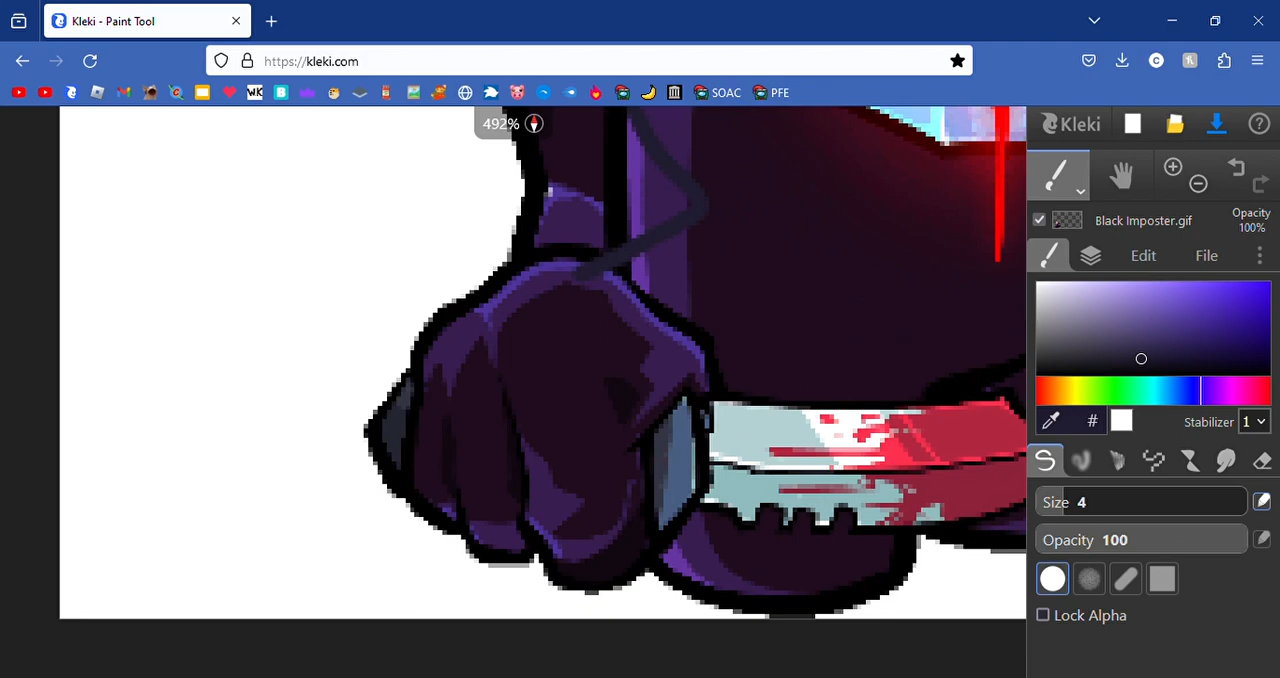 Kleki - Paint Tool
https://kleki.com
WK
B
SOAC
PFE
492%
Kleki
Black Imposter.gif
Opacity
100%
Edit
File
#
Stabilizer 1
Size 4
Opacity 100
Lock Alpha